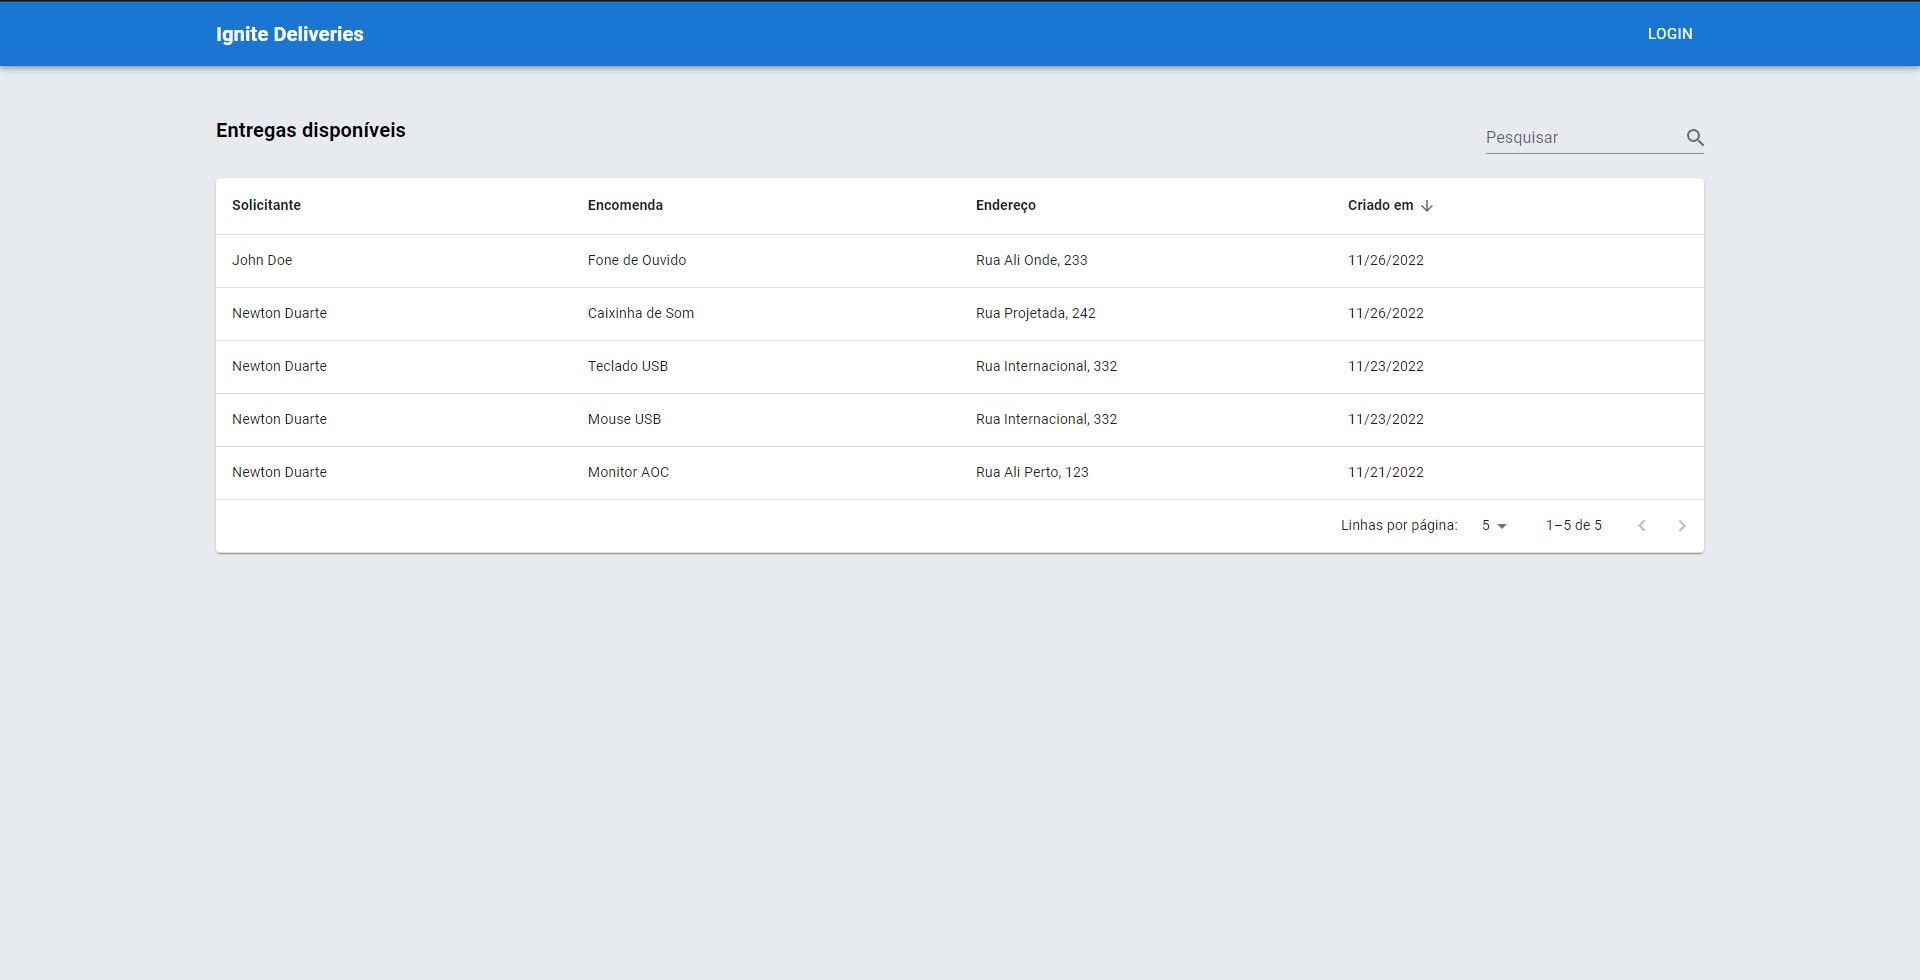 Ignite Deliveries LOGIN
Entregas disponíveis
Pesquisar
Solicitante Encomenda Endereço Criado em
John Doe Fone de Ouvido Rua Ali Onde, 233 11/26/2022
Newton Duarte Caixinha de Som Rua Projetada, 242 11/26/2022
Newton Duarte Teclado USB Rua Internacional, 332 11/23/2022
Newton Duarte Mouse USB Rua Internacional, 332 11/23/2022
Newton Duarte Monitor AOC Rua Ali Perto, 123 11/21/2022
Linhas por página: 5 1–5 de 5